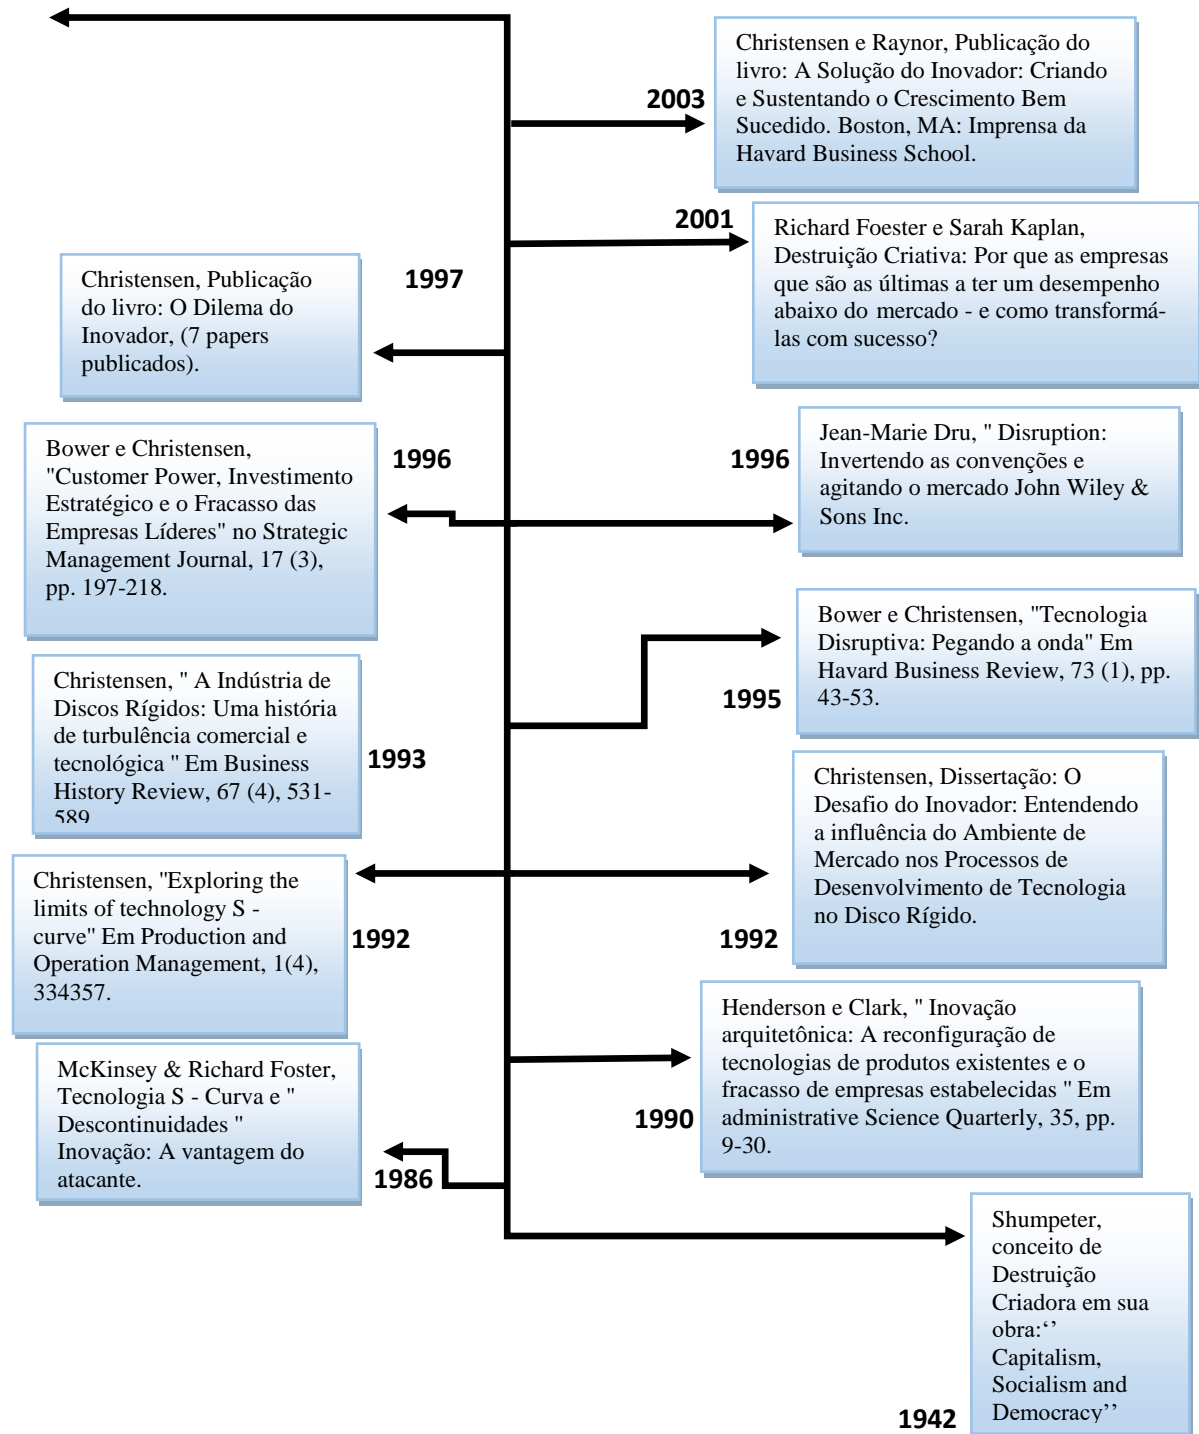 Christensen e Raynor, Publicação do
livro: A Solução do Inovador: Criando
e Sustentando o Crescimento Bem
Sucedido. Boston, MA: Imprensa da
Havard Business School.
2003
2001
Richard Foester e Sarah Kaplan,
Destruição Criativa: Por que as empresas
que são as últimas a ter um desempenho
abaixo do mercado - e como transformá-
las com sucesso?
Christensen, Publicação
do livro: O Dilema do
Inovador, (7 papers
publicados).
1997
Bower e Christensen,
"Customer Power, Investimento
Estratégico e o Fracasso das
Empresas Líderes" no Strategic
Management Journal, 17 (3),
pp. 197-218.
1996
1996
Jean-Marie Dru, " Disruption:
Invertendo as convenções e
agitando o mercado John Wiley &
Sons Inc.
Bower e Christensen, "Tecnologia
Disruptiva: Pegando a onda" Em
Havard Business Review, 73 (1), pp.
43-53.
1995
Christensen, " A Indústria de
Discos Rígidos: Uma história
de turbulência comercial e
tecnológica " Em Business
History Review, 67 (4), 531-
589
1993
Christensen, Dissertação: O
Desafio do Inovador: Entendendo
a influência do Ambiente de
Mercado nos Processos de
Desenvolvimento de Tecnologia
no Disco Rígido.
1992
Christensen, "Exploring the
limits of technology S -
curve" Em Production and
Operation Management, 1(4),
334357.
1992
Henderson e Clark, " Inovação
arquitetônica: A reconfiguração de
tecnologias de produtos existentes e o
fracasso de empresas estabelecidas " Em
administrative Science Quarterly, 35, pp.
9-30.
1990
McKinsey & Richard Foster,
Tecnologia S - Curva e "
Descontinuidades "
Inovação: A vantagem do
atacante.
1986
Shumpeter,
conceito de
Destruição
Criadora em sua
obra:‘’
Capitalism,
Socialism and
Democracy’’
1942